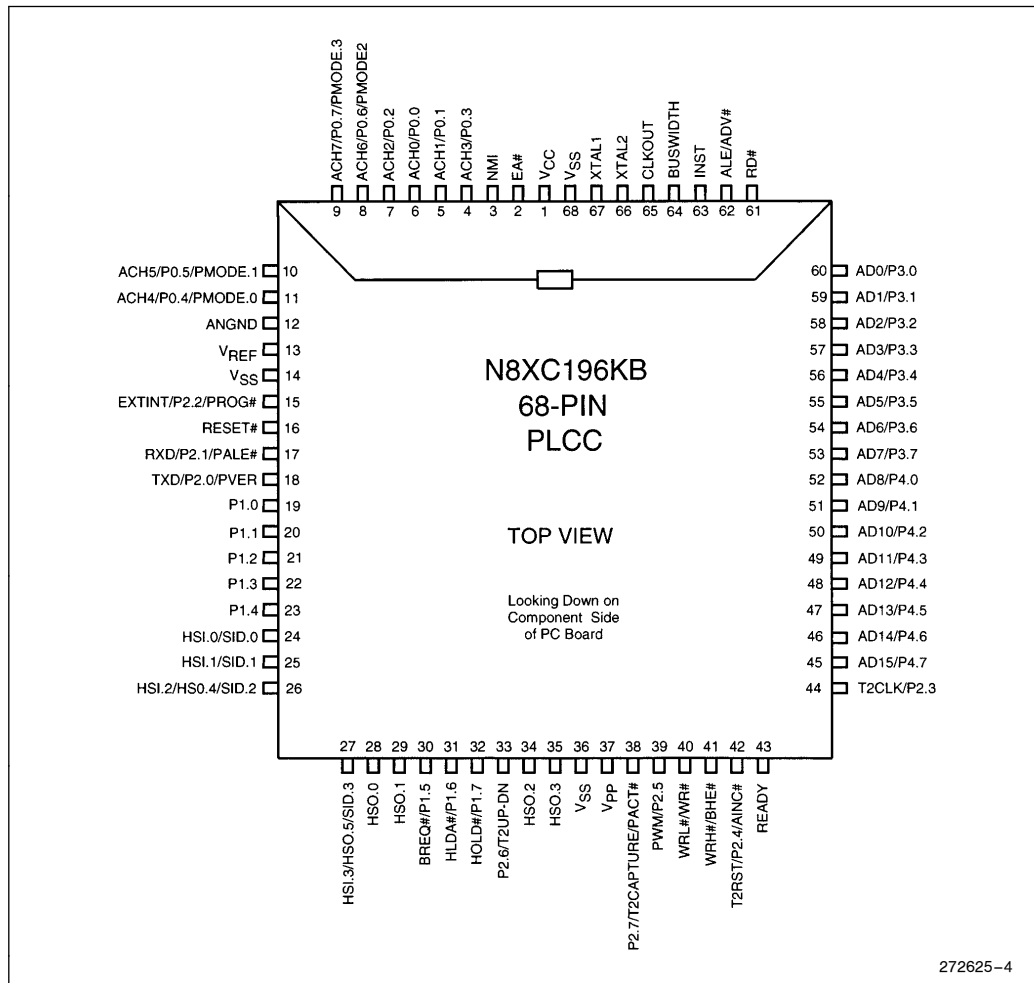 ACH7/P0.7/PMODE.3
ACH6/P0.6/PMODE2
ACH2/P0.2
ACH0/P0.0
ACH1/P0.1
ACH3/P0.3
NMI
EA#
VCC
VSS
XTAL1
XTAL2
CLKOUT
BUSWIDTH
INST
ALE/ADV#
RD#
9 8 7 6 5 4 3 2 1 68 67 66 65 64 63 62 61
ACH5/P0.5/PMODE.1 10
ACH4/P0.4/PMODE.0 11
ANGND 12
VREF 13
VSS 14
EXTINT/P2.2/PROG# 15
RESET# 16
RXD/P2.1/PALE# 17
TXD/P2.0/PVER 18
P1.0 19
P1.1 20
P1.2 21
P1.3 22
P1.4 23
HSI.0/SID.0 24
HSI.1/SID.1 25
HSI.2/HS0.4/SID.2 26
N8XC196KB
68-PIN
PLCC
TOP VIEW
Looking Down on
Component Side
of PC Board
60 AD0/P3.0
59 AD1/P3.1
58 AD2/P3.2
57 AD3/P3.3
56 AD4/P3.4
55 AD5/P3.5
54 AD6/P3.6
53 AD7/P3.7
52 AD8/P4.0
51 AD9/P4.1
50 AD10/P4.2
49 AD11/P4.3
48 AD12/P4.4
47 AD13/P4.5
46 AD14/P4.6
45 AD15/P4.7
44 T2CLK/P2.3
27 28 29 30 31 32 33 34 35 36 37 38 39 40 41 42 43
HSI.3/HSO.5/SID.3
HSO.0
HSO.1
BREQ#/P1.5
HLDA#/P1.6
HOLD#/P1.7
P2.6/T2UP-DN
HSO.2
HSO.3
VSS
VPP
P2.7/T2CAPTURE/PACT#
PWM/P2.5
WRL#/WR#
WRH#/BHE#
T2RST/P2.4/AINC#
READY
272625-4